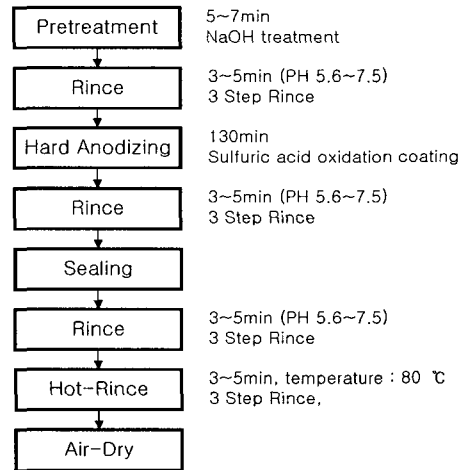 Pretreatment
5~7min
NaOH treatment
Rince
3~5min (PH 5.6~7.5)
3 Step Rince
Hard Anodizing
130min
Sulfuric acid oxidation coating
Rince
3~5min (PH 5.6~7.5)
3 Step Rince
Sealing
Rince
3~5min (PH 5.6~7.5)
3 Step Rince
Hot-Rince
3~5min, temperature : 80 ℃
3 Step Rince,
Air-Dry